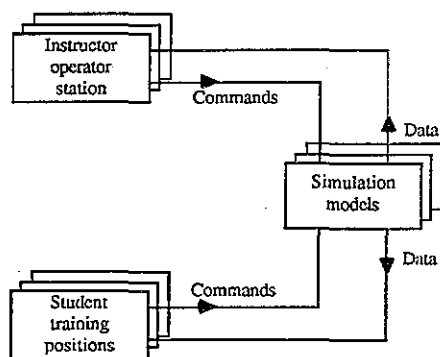 Instructor
operator
station
Commands
Data
Simulation
models
Data
Commands
Student
training
positions